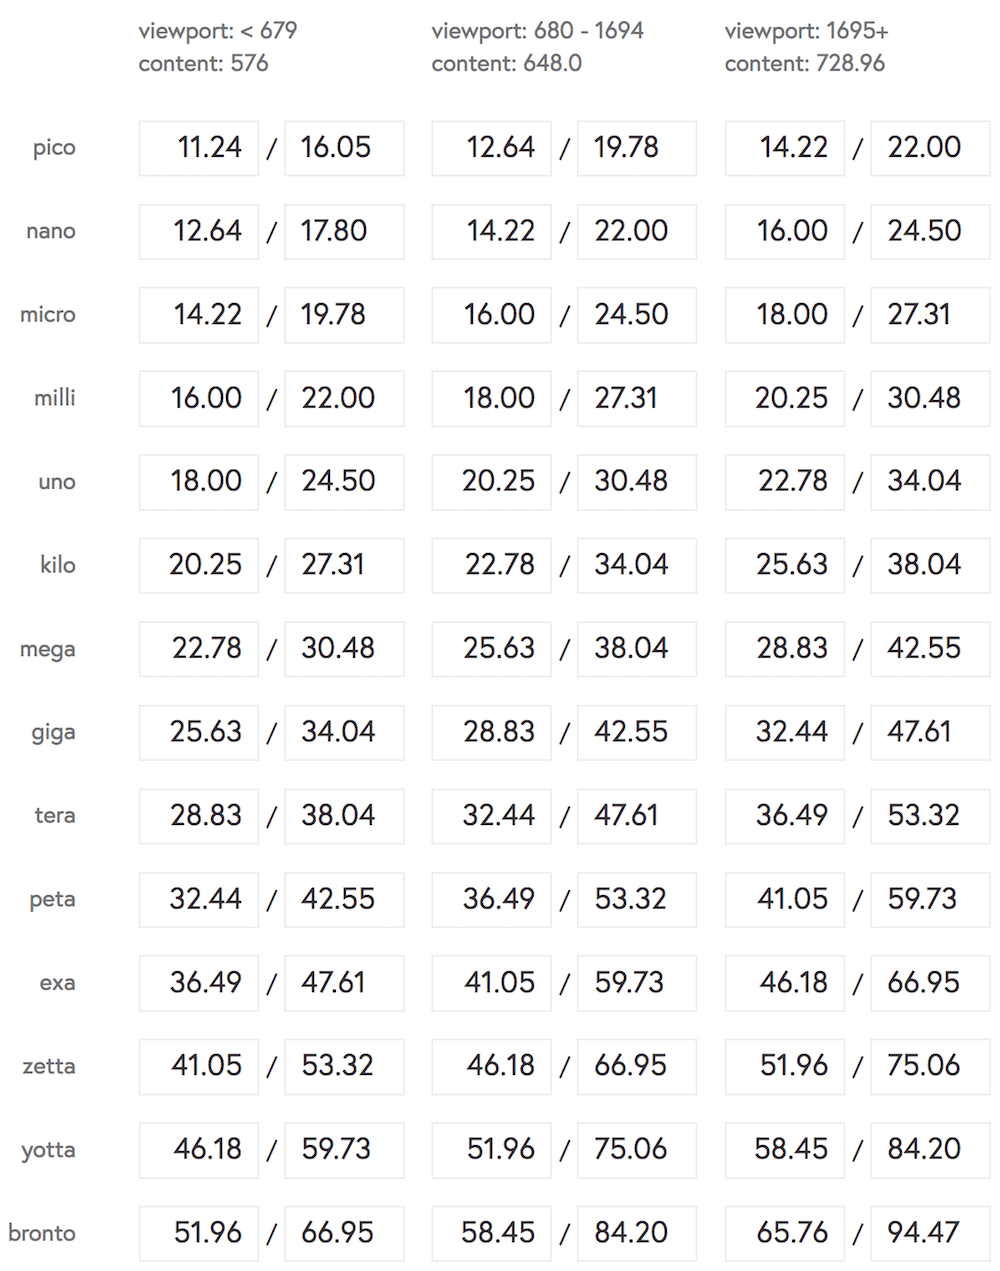 viewport: < 679 viewport: 680 - 1694 viewport: 1695+
content: 576 content: 648.0 content: 728.96
pico 11.24 / 16.05 12.64 / 19.78 14.22 / 22.00
nano 12.64 / 17.80 14.22 / 22.00 16.00 / 24.50
micro 14.22 / 19.78 16.00 / 24.50 18.00 / 27.31
milli 16.00 / 22.00 18.00 / 27.31 20.25 / 30.48
uno 18.00 / 24.50 20.25 / 30.48 22.78 / 34.04
kilo 20.25 / 27.31 22.78 / 34.04 25.63 / 38.04
mega 22.78 / 30.48 25.63 / 38.04 28.83 / 42.55
giga 25.63 / 34.04 28.83 / 42.55 32.44 / 47.61
tera 28.83 / 38.04 32.44 / 47.61 36.49 / 53.32
peta 32.44 / 42.55 36.49 / 53.32 41.05 / 59.73
exa 36.49 / 47.61 41.05 / 59.73 46.18 / 66.95
zetta 41.05 / 53.32 46.18 / 66.95 51.96 / 75.06
yotta 46.18 / 59.73 51.96 / 75.06 58.45 / 84.20
bronto 51.96 / 66.95 58.45 / 84.20 65.76 / 94.47